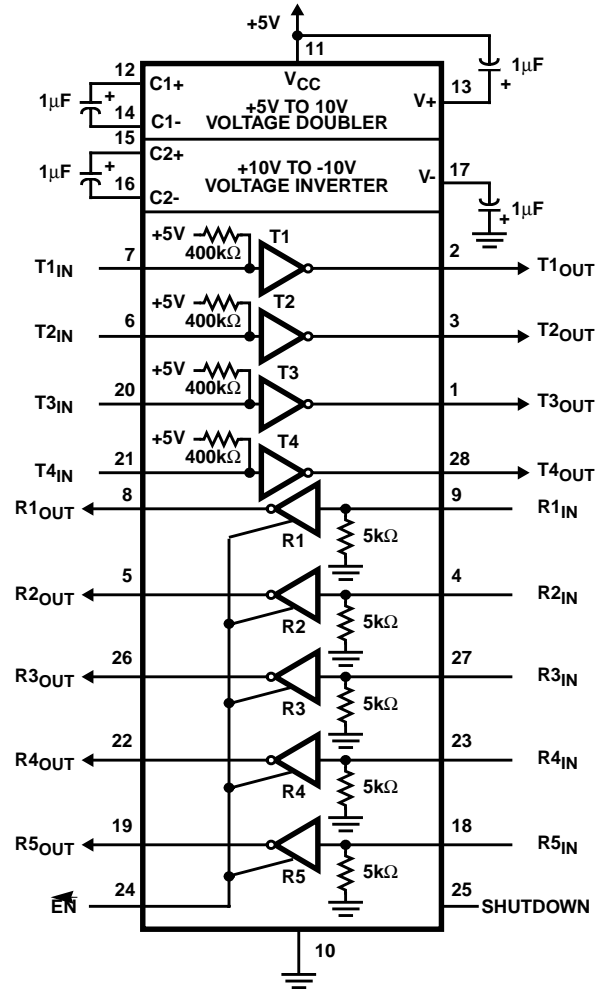 +5V
11
12
C1+
VCC
V+
13
1µF
+
1µF
+
+5V TO 10V
VOLTAGE DOUBLER
14
C1-
15
C2+
+10V TO -10V
VOLTAGE INVERTER
V-
17
1µF
+
16
C2-
+
1µF
T1IN
7
+5V
400kΩ
T1
2
T1OUT
T2IN
6
+5V
400kΩ
T2
3
T2OUT
T3IN
20
+5V
400kΩ
T3
1
T3OUT
T4IN
21
+5V
400kΩ
T4
28
T4OUT
R1OUT
8
R1
5kΩ
9
R1IN
R2OUT
5
R2
5kΩ
4
R2IN
R3OUT
26
R3
5kΩ
27
R3IN
R4OUT
22
R4
5kΩ
23
R4IN
R5OUT
19
R5
5kΩ
18
R5IN
EN
24
25
SHUTDOWN
10